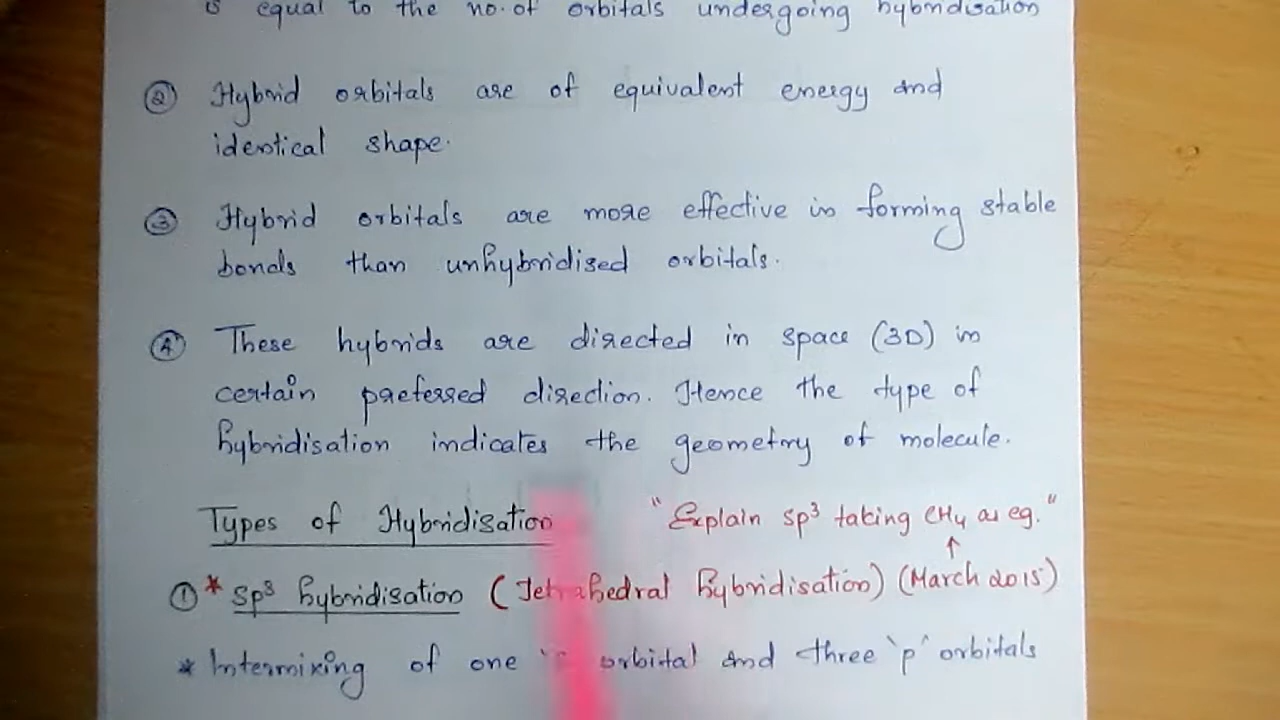 is equal to the no. of orbitals undergoing hybridisation
② Hybrid orbitals are of equivalent energy and
identical shape.
③ Hybrid orbitals are more effective in forming stable
bonds than unhybridised orbitals.
④ These hybrids are directed in space (3D) in
certain preferred direction. Hence the type of
hybridisation indicates the geometry of molecule.
Types of Hybridisation "Explain sp³ taking CH4 as eg."
↑
① * sp³ hybridisation (Tetrahedral hybridisation) (March 2015)
* Intermixing of one orbital and three 'p' orbitals